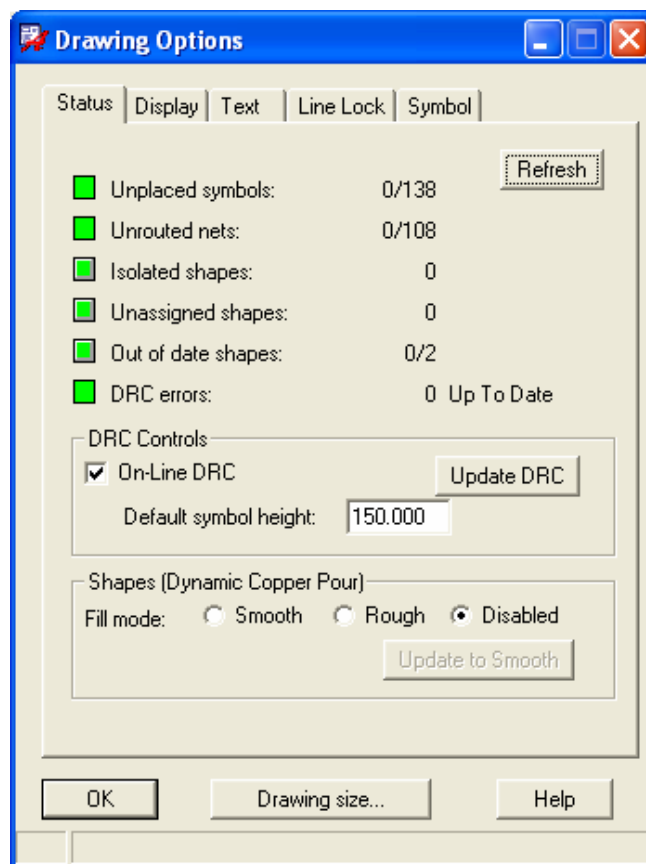 Drawing Options
Status Display Text Line Lock Symbol
Refresh
Unplaced symbols: 0/138
Unrouted nets: 0/108
Isolated shapes: 0
Unassigned shapes: 0
Out of date shapes: 0/2
DRC errors: 0 Up To Date
DRC Controls
On-Line DRC Update DRC
Default symbol height: 150.000
Shapes (Dynamic Copper Pour)
Fill mode: Smooth Rough Disabled
Update to Smooth
OK Drawing size... Help